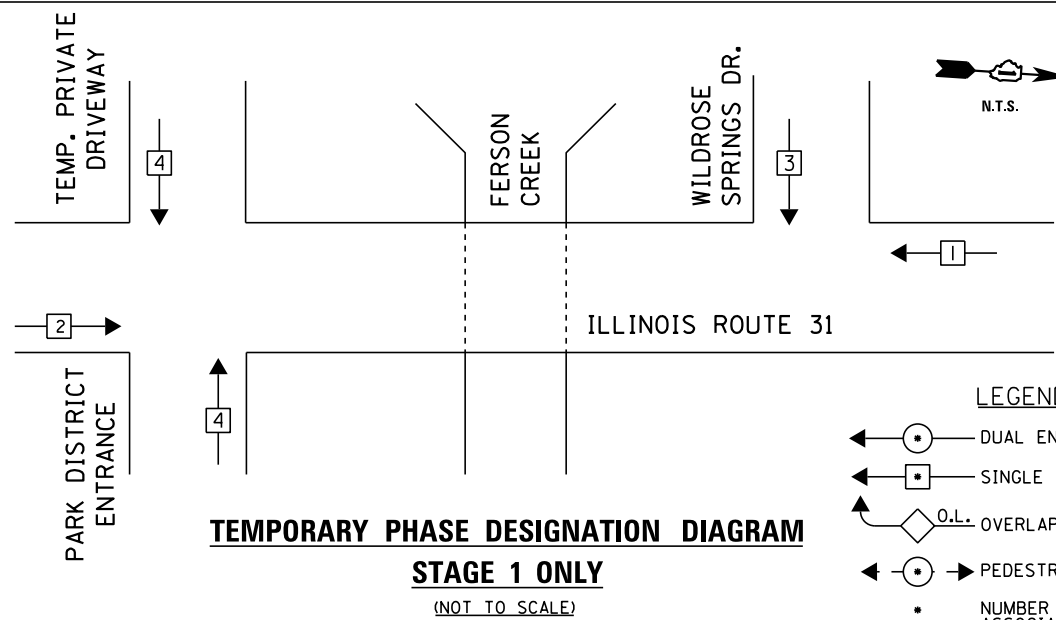 TEMP. PRIVATE
DRIVEWAY
4
FERSON
CREEK
WILDROSE
SPRINGS DR.
3
N.T.S.
1
2
ILLINOIS ROUTE 31
PARK DISTRICT
ENTRANCE
4
TEMPORARY PHASE DESIGNATION DIAGRAM
STAGE 1 ONLY
(NOT TO SCALE)
LEGEND
* DUAL EN
* SINGLE
O.L. OVERLAP
* PEDESTR
* NUMBER